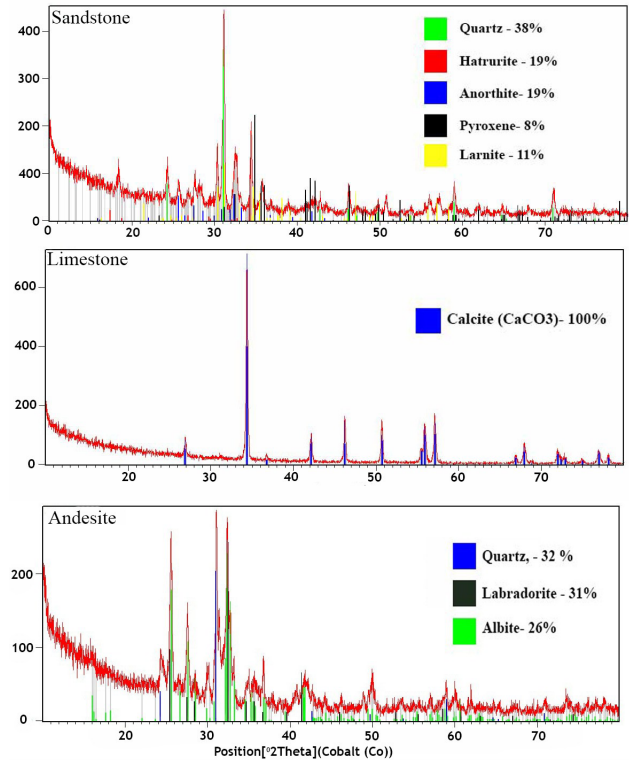 Sandstone
400
Quartz - 38%
Hatrurite - 19%
Anorthite- 19%
Pyroxene- 8%
Larnite - 11%
200
400
0
0 10 20 30 40 50 60 70
Limestone
600
Calcite (CaCO3)- 100%
400
200
0
20 30 40 50 60 70
Andesite
Quartz, - 32 %
Labradorite - 31%
Albite- 26%
200
100
0
20 30 40 50 60 70
Position[°2Theta](Cobalt (Co))